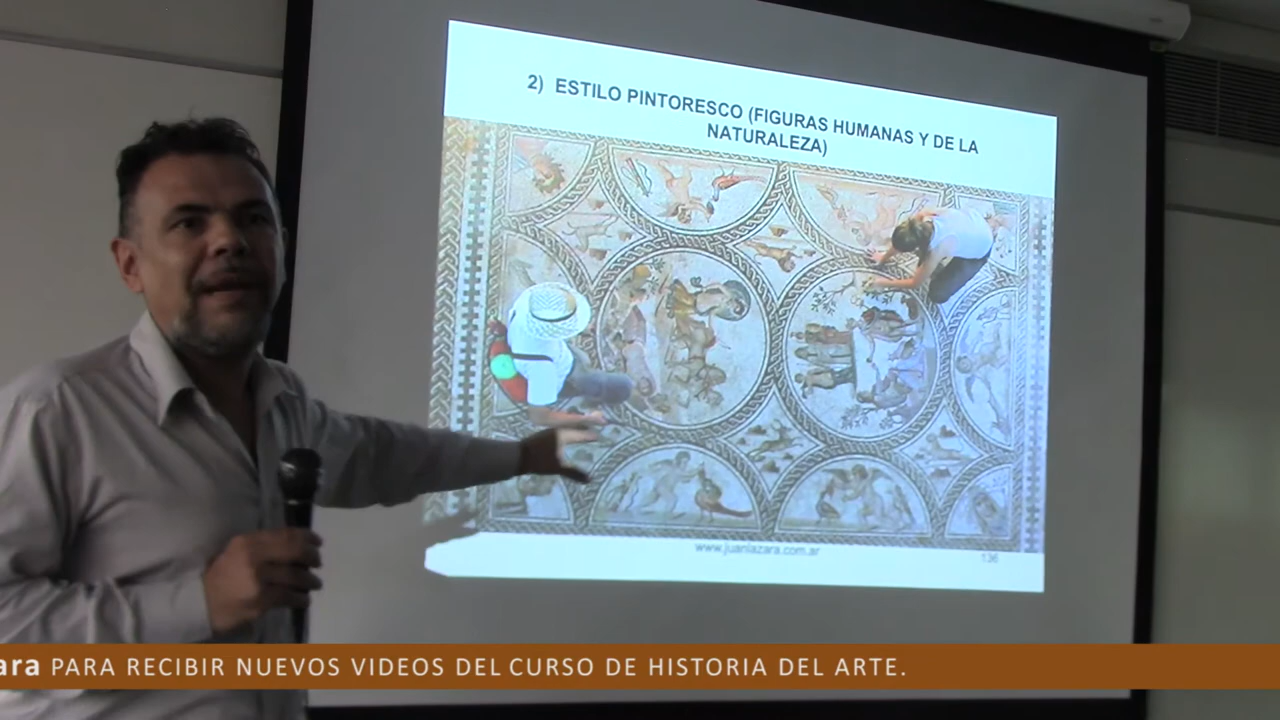 2) ESTILO PINTORESCO (FIGURAS HUMANAS Y DE LA
NATURALEZA)
www.juanlazara.com.ar
136
ara PARA RECIBIR NUEVOS VIDEOS DEL CURSO DE HISTORIA DEL ARTE.